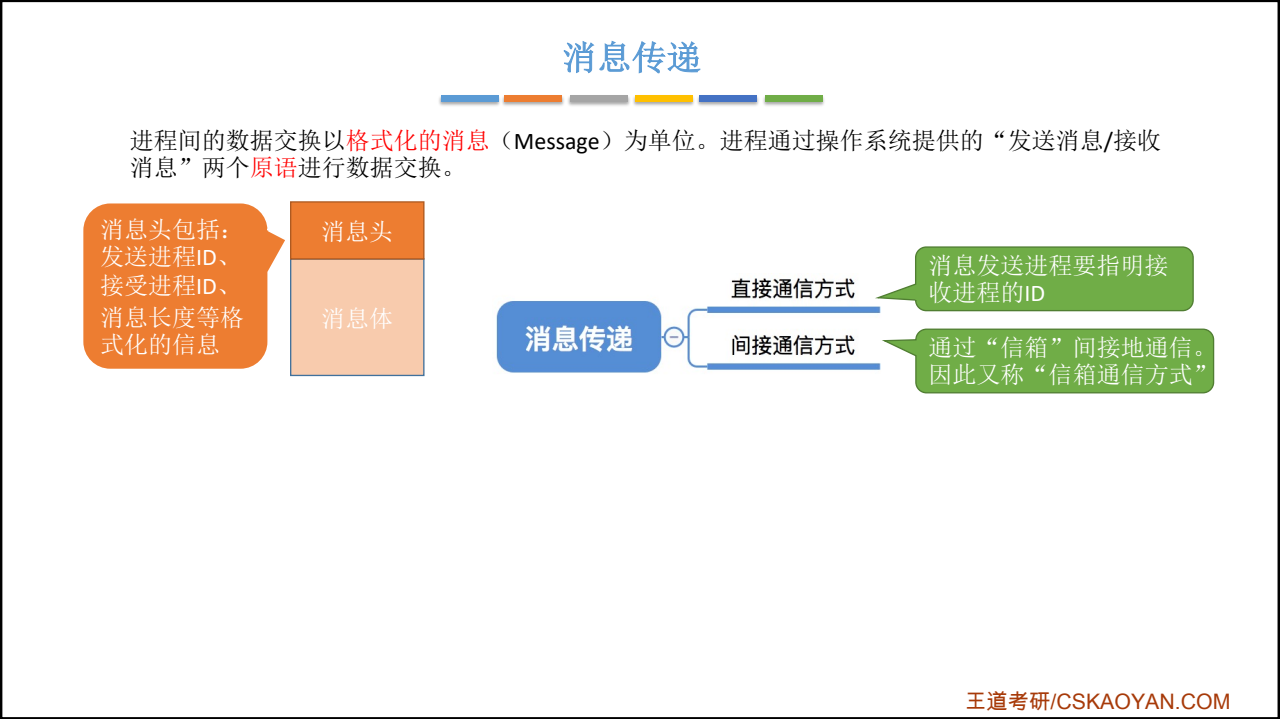 消息传递
进程间的数据交换以格式化的消息（Message）为单位。进程通过操作系统提供的“发送消息/接收
消息”两个原语进行数据交换。
消息头包括：
发送进程ID、
接受进程ID、
消息长度等格
式化的信息
消息头
消息体
消息传递
直接通信方式
间接通信方式
消息发送进程要指明接
收进程的ID
通过“信箱”间接地通信。
因此又称“信箱通信方式”
王道考研/CSKAOYAN.COM